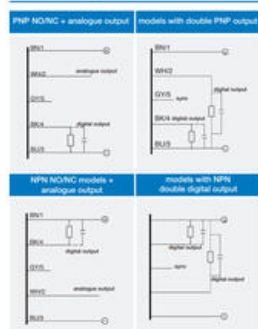 PNP NO/NC + analogue output
BN/1
WH/2
analogue output
GY/5
BK/4
digital output
BU/3
models with double PNP output
BN/1
WH/2
digital output
GY/5
sync
BK/4 digital output
BU/3
NPN NO/NC models +
analogue output
BN/1
BK/4
digital output
GY/5
WH/2
analogue output
BU/3
models with NPN
double digital output
digital output
sync
digital output